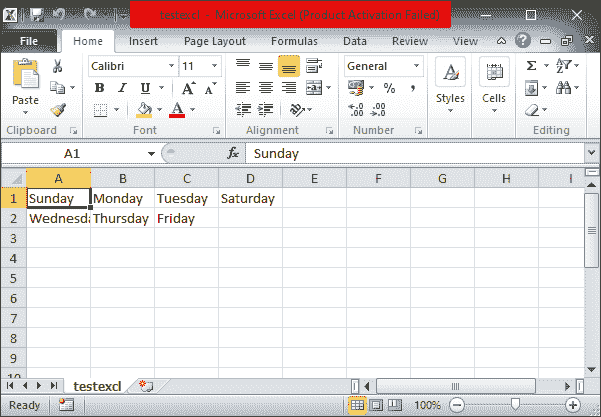 testexcl - Microsoft Excel (Product Activation Failed)
File Home Insert Page Layout Formulas Data Review View
Calibri 11 General
Paste B I U A Styles Cells
Clipboard Font Alignment Number Editing
A1 fx Sunday
A B C D E F G H I
1 Sunday Monday Tuesday Saturday
2 Wednesda Thursday Friday
3
4
5
6
7
8
9
10
testexcl
Ready 100%